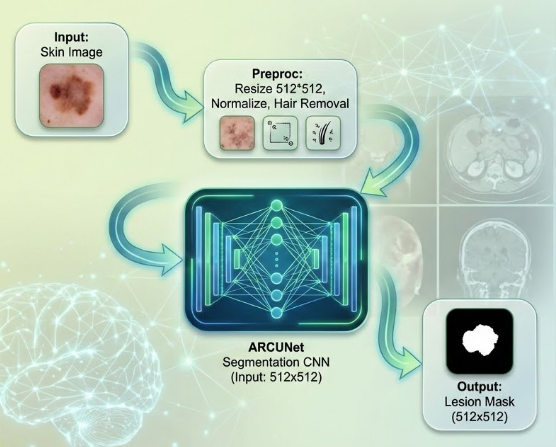 Input:
Skin Image
Preproc:
Resize 512*512,
Normalize, Hair Removal
ARCUNet
Segmentation CNN
(Input: 512x512)
Output:
Lesion Mask
(512x512)